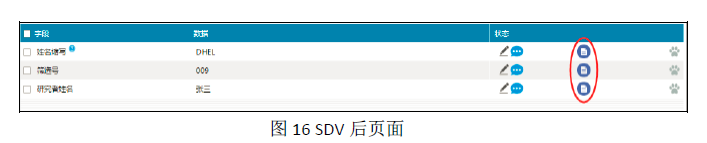 字段 数据 状态
姓名缩写 DHEL
筛选号 009
研究者姓名 张三
图 16 SDV 后页面